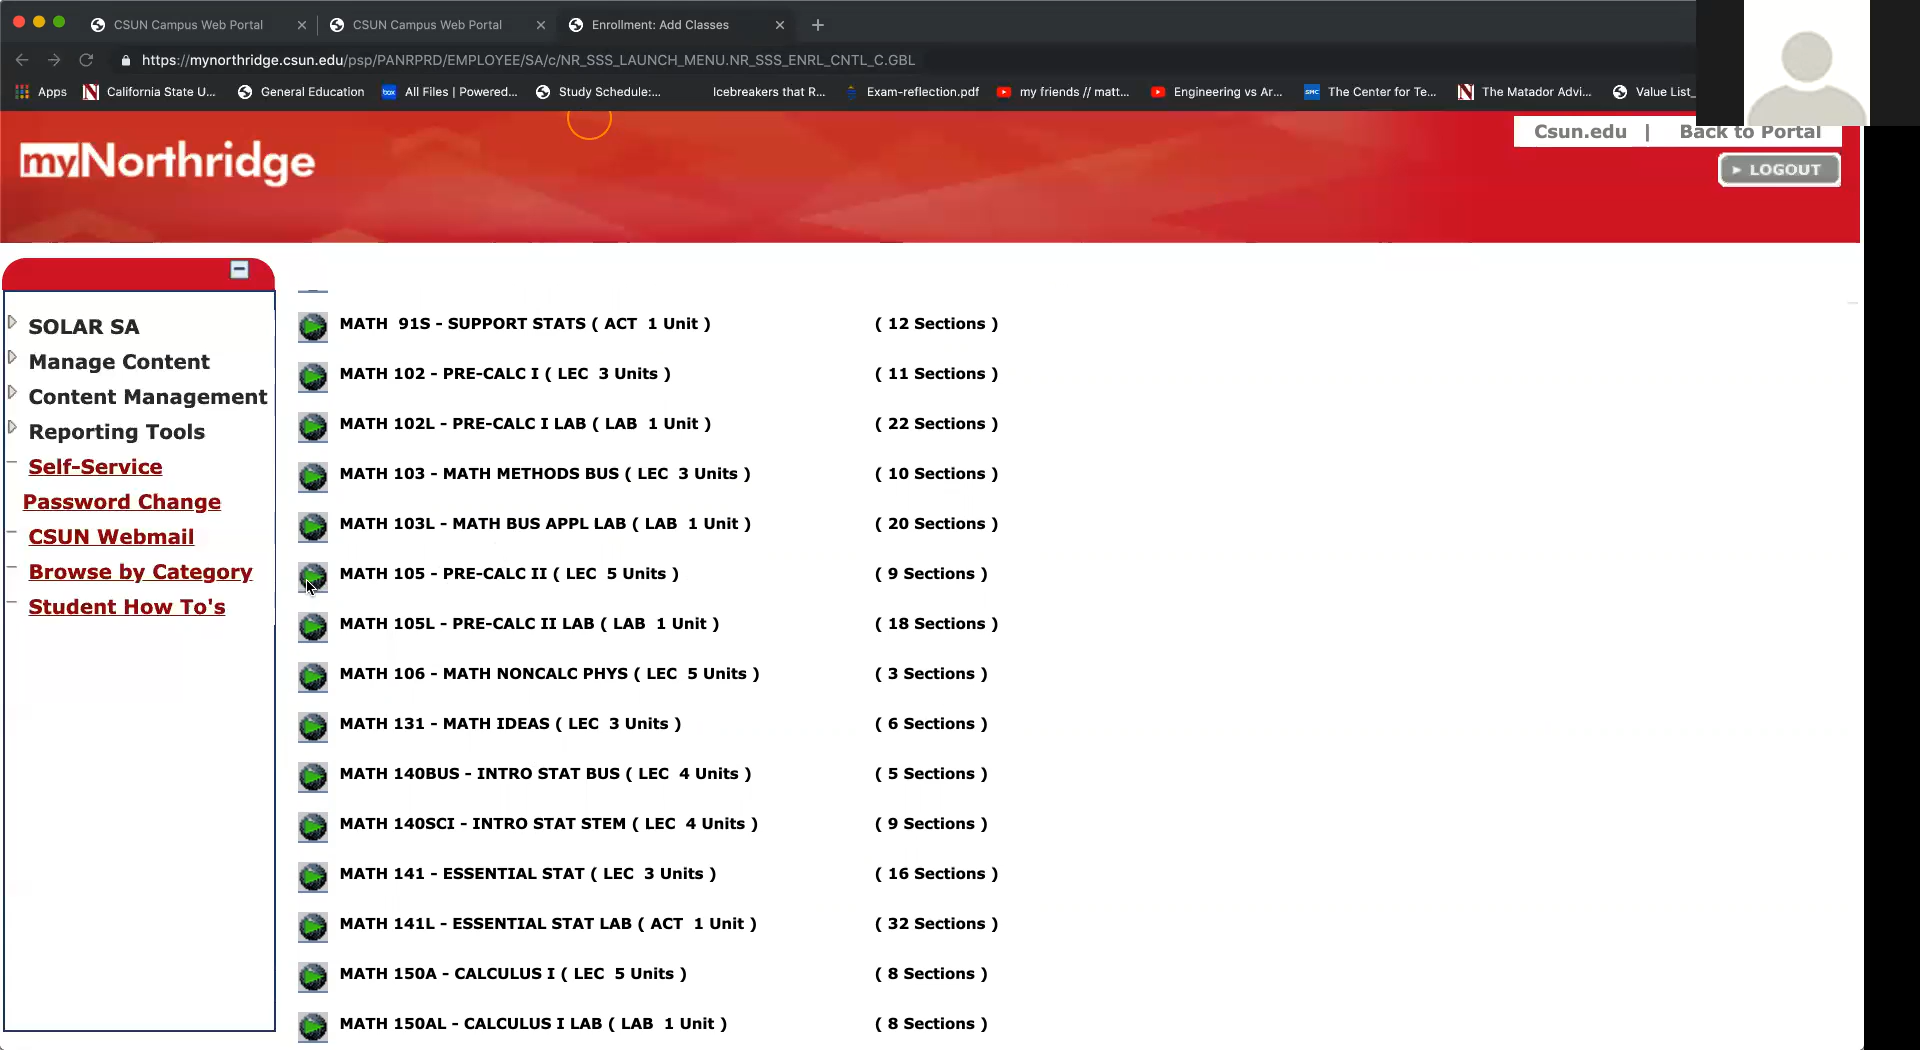 CSUN Campus Web Portal
CSUN Campus Web Portal
Enrollment: Add Classes
https://mynorthridge.csun.edu/psp/PANRPRD/EMPLOYEE/SA/c/NR_SSS_LAUNCH_MENU.NR_SSS_ENRL_CNTL_C.GBL
Apps
California State U...
General Education
box
All Files | Powered...
Study Schedule:...
Icebreakers that R...
Exam-reflection.pdf
my friends // matt...
Engineering vs Ar...
SMC
The Center for Te...
The Matador Advi...
Value List_
myNorthridge
Csun.edu | Back to Portal
LOGOUT
SOLAR SA
Manage Content
Content Management
Reporting Tools
Self-Service
Password Change
CSUN Webmail
Browse by Category
Student How To's
MATH 91S - SUPPORT STATS ( ACT 1 Unit ) ( 12 Sections )
MATH 102 - PRE-CALC I ( LEC 3 Units ) ( 11 Sections )
MATH 102L - PRE-CALC I LAB ( LAB 1 Unit ) ( 22 Sections )
MATH 103 - MATH METHODS BUS ( LEC 3 Units ) ( 10 Sections )
MATH 103L - MATH BUS APPL LAB ( LAB 1 Unit ) ( 20 Sections )
MATH 105 - PRE-CALC II ( LEC 5 Units ) ( 9 Sections )
MATH 105L - PRE-CALC II LAB ( LAB 1 Unit ) ( 18 Sections )
MATH 106 - MATH NONCALC PHYS ( LEC 5 Units ) ( 3 Sections )
MATH 131 - MATH IDEAS ( LEC 3 Units ) ( 6 Sections )
MATH 140BUS - INTRO STAT BUS ( LEC 4 Units ) ( 5 Sections )
MATH 140SCI - INTRO STAT STEM ( LEC 4 Units ) ( 9 Sections )
MATH 141 - ESSENTIAL STAT ( LEC 3 Units ) ( 16 Sections )
MATH 141L - ESSENTIAL STAT LAB ( ACT 1 Unit ) ( 32 Sections )
MATH 150A - CALCULUS I ( LEC 5 Units ) ( 8 Sections )
MATH 150AL - CALCULUS I LAB ( LAB 1 Unit ) ( 8 Sections )